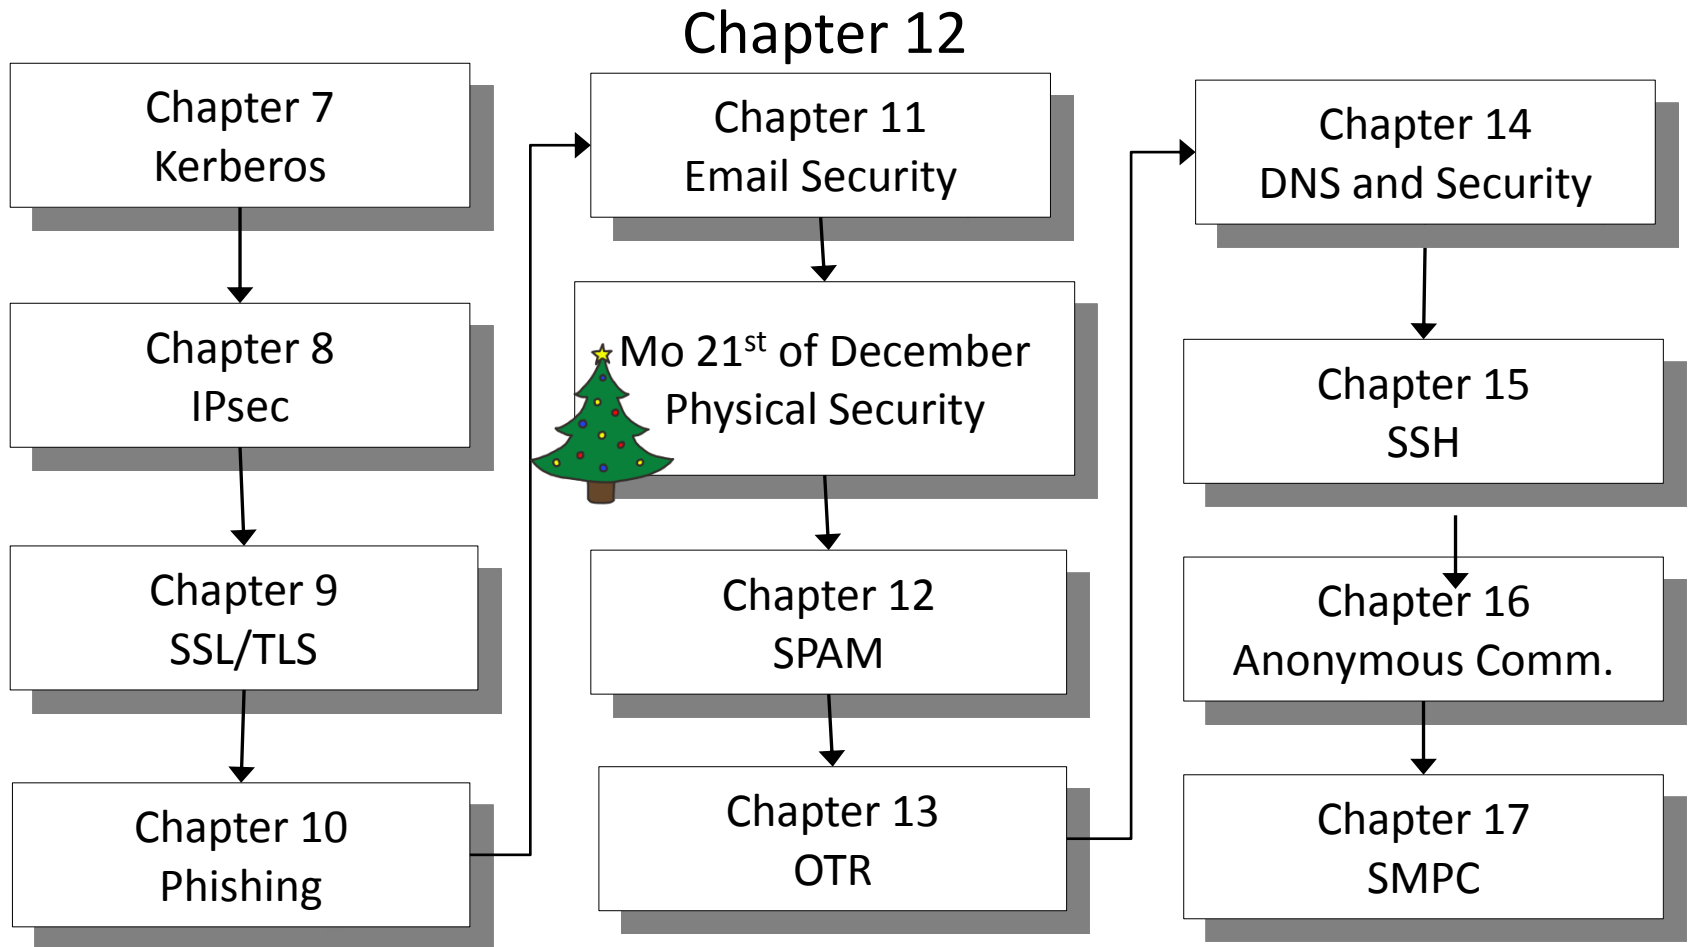 Chapter 12
Chapter 7
Kerberos
Chapter 8
IPsec
Chapter 9
SSL/TLS
Chapter 10
Phishing
Chapter 11
Email Security
Mo 21st of December
Physical Security
Chapter 12
SPAM
Chapter 13
OTR
Chapter 14
DNS and Security
Chapter 15
SSH
Chapter 16
Anonymous Comm.
Chapter 17
SMPC